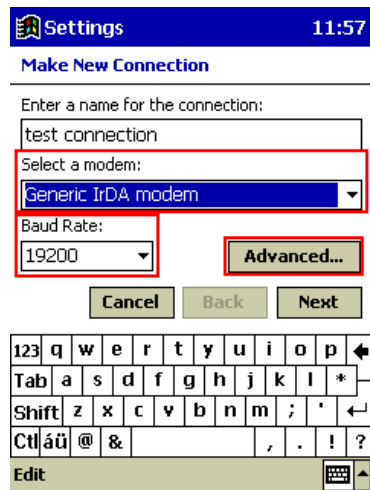 Settings 11:57
Make New Connection
Enter a name for the connection:
test connection
Select a modem:
Generic IrDA modem
Baud Rate:
19200
Advanced...
Cancel Back Next
123 q w e r t y u i o p
Tab a s d f g h j k l * -
Shift z x c v b n m ; '
Ctl áü @ & , . ! ?
Edit